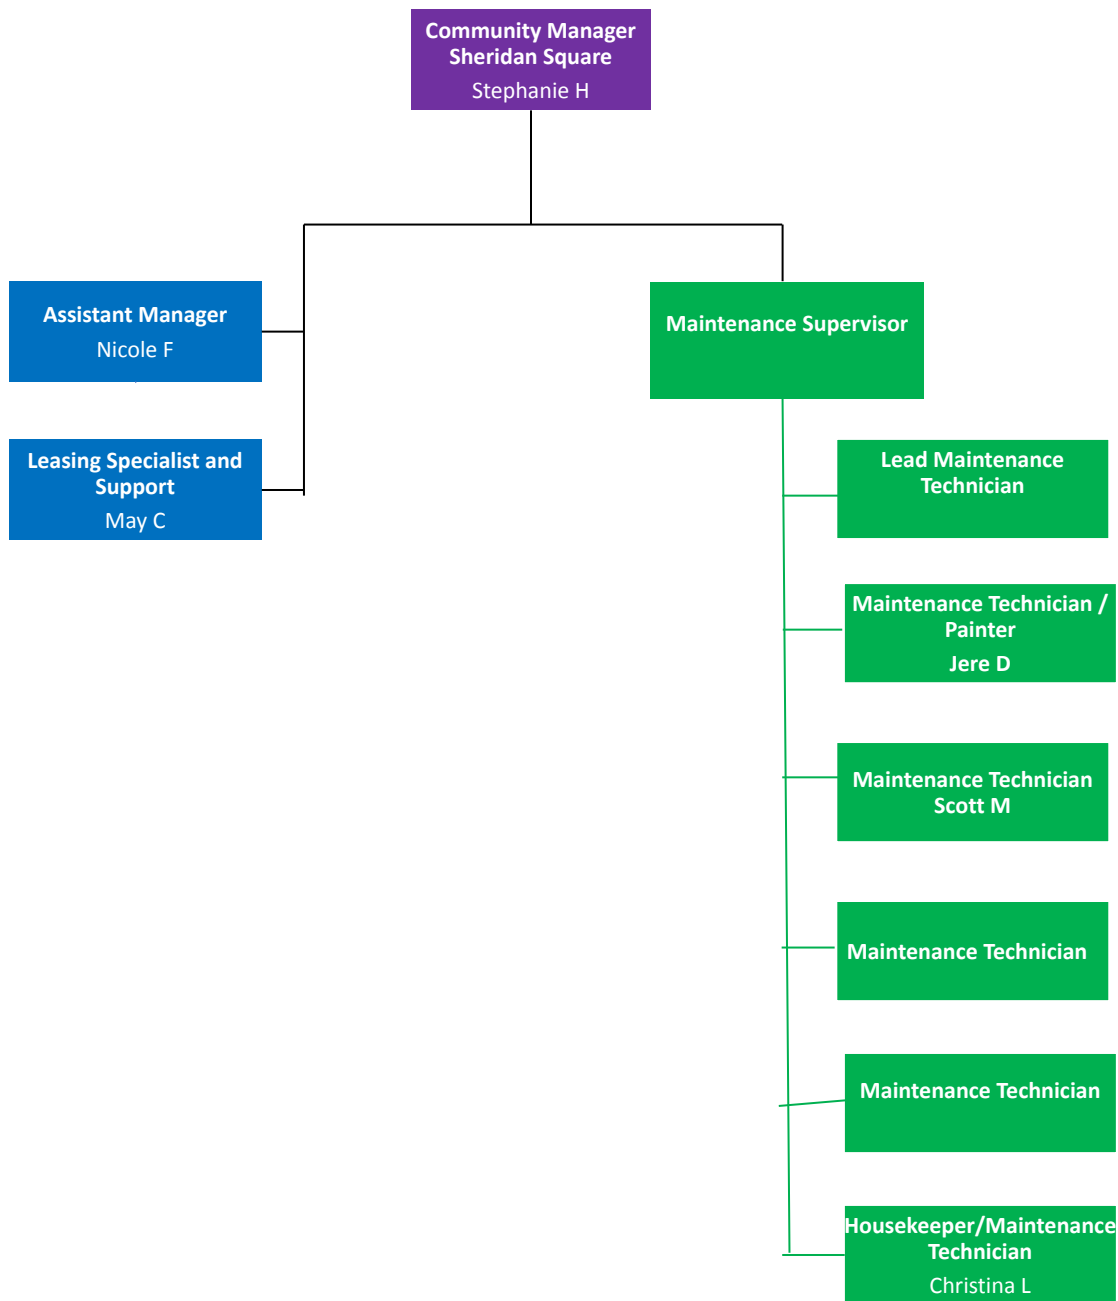 Community Manager
Sheridan Square
Stephanie H
Assistant Manager
Nicole F
Leasing Specialist and
Support
May C
Maintenance Supervisor
Lead Maintenance
Technician
Maintenance Technician /
Painter
Jere D
Maintenance Technician
Scott M
Maintenance Technician
Maintenance Technician
Housekeeper/Maintenance
Technician
Christina L